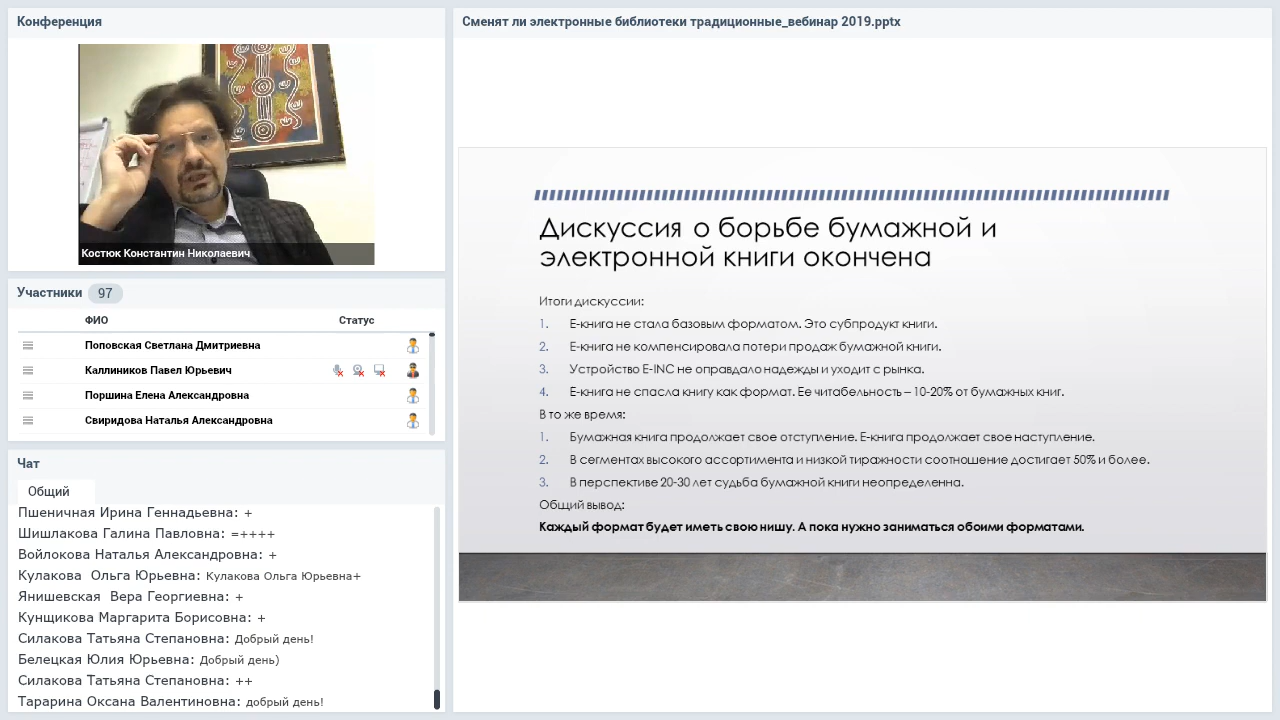 Конференция
Костюк Константин Николаевич
Участники 97
ФИО Статус
Поповская Светлана Дмитриевна
Каллиников Павел Юрьевич
Поршина Елена Александровна
Свиридова Наталья Александровна
Чат
Общий
Пшеничная Ирина Геннадьевна: +
Шишлакова Галина Павловна: =++++
Войлокова Наталья Александровна: +
Кулакова Ольга Юрьевна: Кулакова Ольга Юрьевна+
Янишевская Вера Георгиевна: +
Кунщикова Маргарита Борисовна: +
Силакова Татьяна Степановна: Добрый день!
Белецкая Юлия Юрьевна: Добрый день)
Силакова Татьяна Степановна: ++
Тарарина Оксана Валентиновна: добрый день!
Сменят ли электронные библиотеки традиционные_вебинар 2019.pptx
Дискуссия о борьбе бумажной и
электронной книги окончена
Итоги дискуссии:
1. Е-книга не стала базовым форматом. Это субпродукт книги.
2. Е-книга не компенсировала потери продаж бумажной книги.
3. Устройство E-INC не оправдало надежды и уходит с рынка.
4. Е-книга не спасла книгу как формат. Ее читабельность – 10-20% от бумажных книг.
В то же время:
1. Бумажная книга продолжает свое отступление. Е-книга продолжает свое наступление.
2. В сегментах высокого ассортимента и низкой тиражности соотношение достигает 50% и более.
3. В перспективе 20-30 лет судьба бумажной книги неопределенна.
Общий вывод:
Каждый формат будет иметь свою нишу. А пока нужно заниматься обоими форматами.